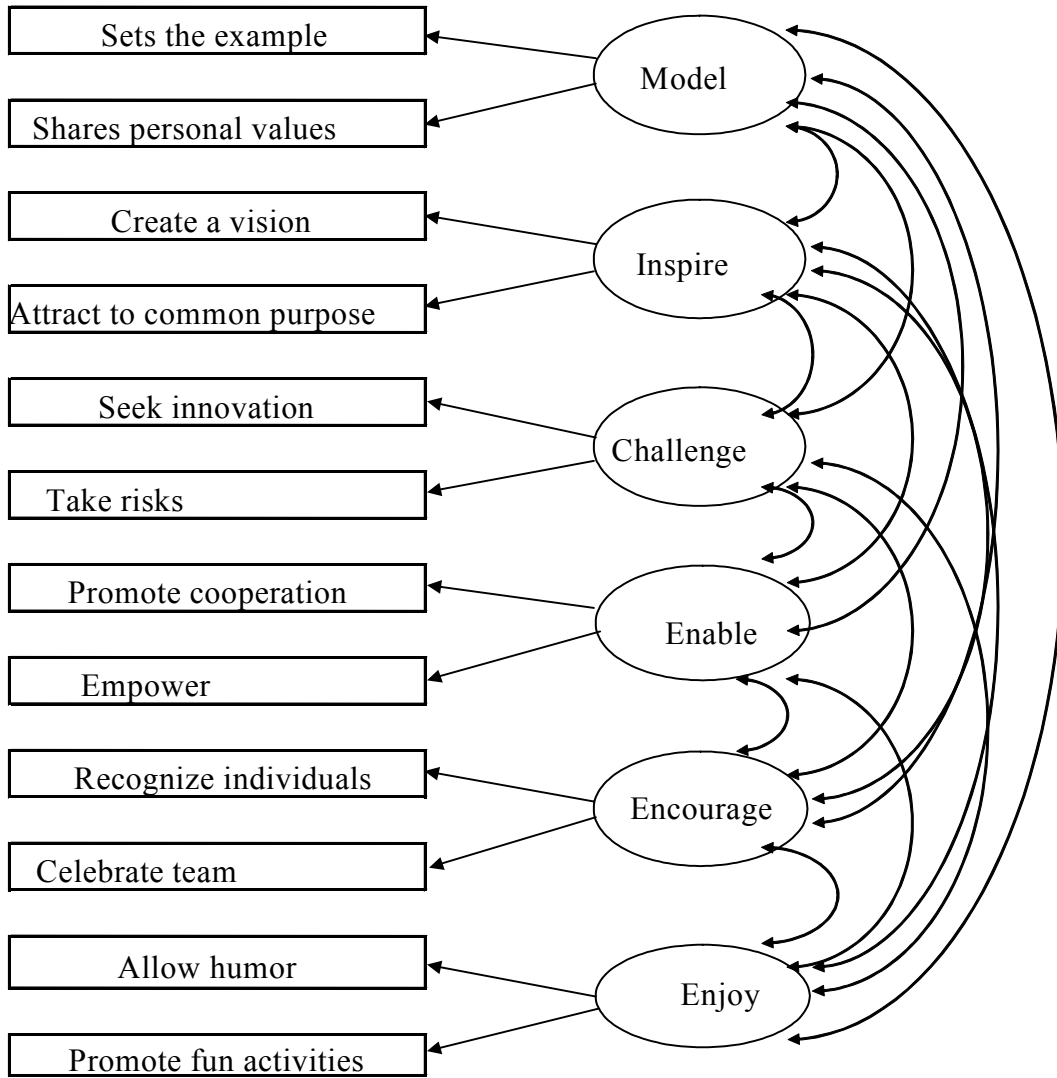 Sets the example
Model
Shares personal values
Create a vision
Inspire
Attract to common purpose
Seek innovation
Challenge
Take risks
Promote cooperation
Enable
Empower
Recognize individuals
Encourage
Celebrate team
Allow humor
Enjoy
Promote fun activities